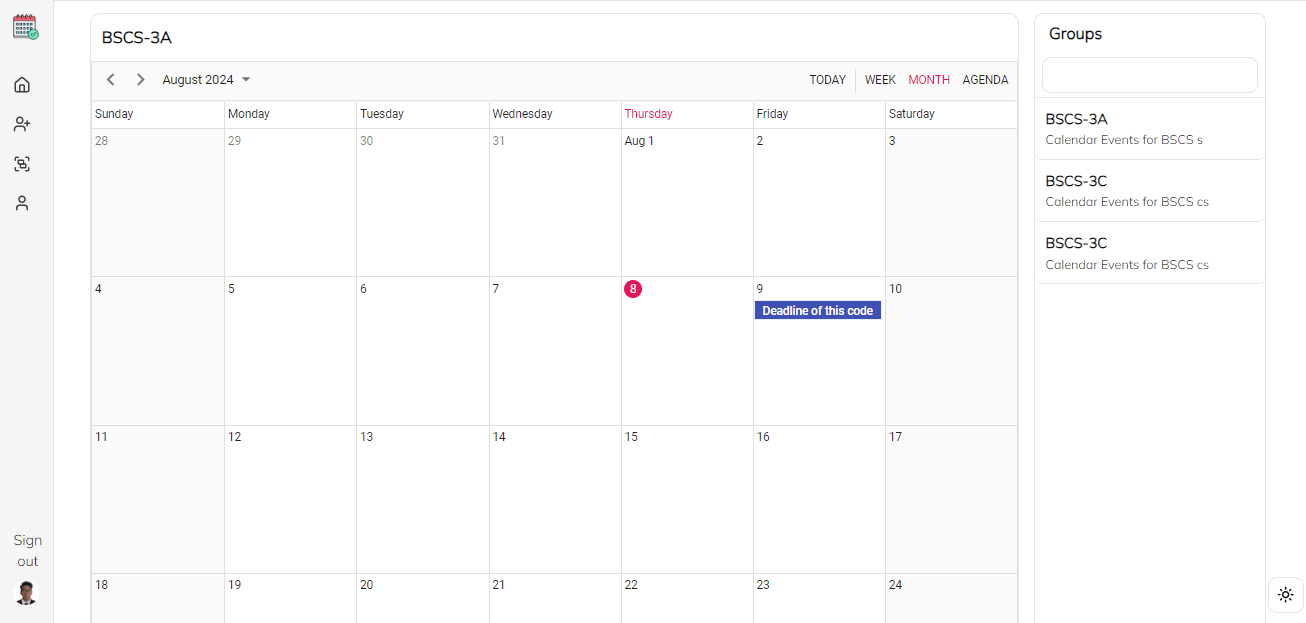 BSCS-3A
August 2024
TODAY WEEK MONTH AGENDA
Sunday Monday Tuesday Wednesday Thursday Friday Saturday
28 29 30 31 Aug 1 2 3
4 5 6 7 8 9 10
Deadline of this code
11 12 13 14 15 16 17
18 19 20 21 22 23 24
Groups
BSCS-3A
Calendar Events for BSCS s
BSCS-3C
Calendar Events for BSCS cs
BSCS-3C
Calendar Events for BSCS cs
Sign
out